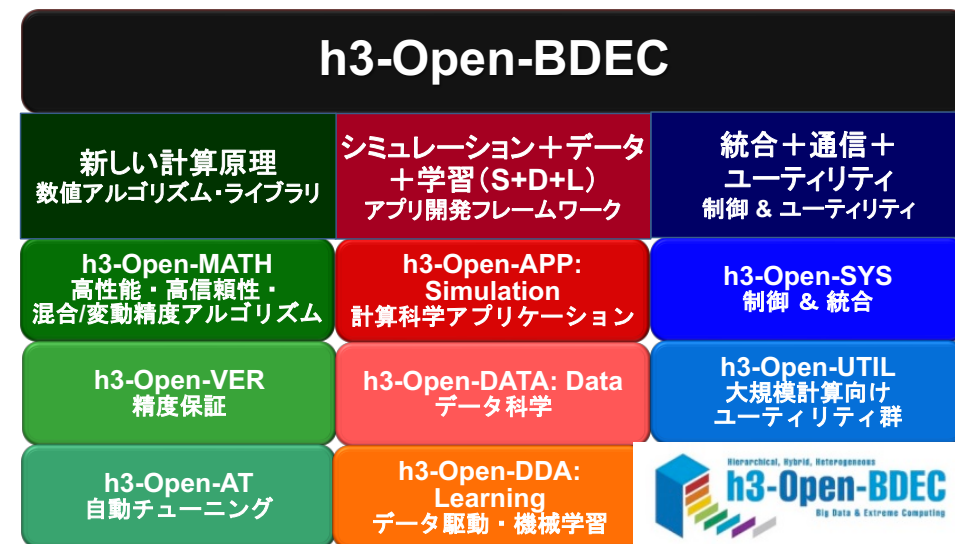 h3-Open-BDEC
新しい計算原理
数値アルゴリズム・ライブラリ
シミュレーション＋データ
＋学習（S+D+L）
アプリ開発フレームワーク
統合＋通信＋
ユーティリティ
制御 & ユーティリティ
h3-Open-MATH
高性能・高信頼性・
混合/変動精度アルゴリズム
h3-Open-APP:
Simulation
計算科学アプリケーション
h3-Open-SYS
制御 & 統合
h3-Open-VER
精度保証
h3-Open-DATA: Data
データ科学
h3-Open-UTIL
大規模計算向け
ユーティリティ群
h3-Open-AT
自動チューニング
h3-Open-DDA:
Learning
データ駆動・機械学習
Hierarchical, Hybrid, Heterogeneous
h3-Open-BDEC
Big Data & Extreme Computing